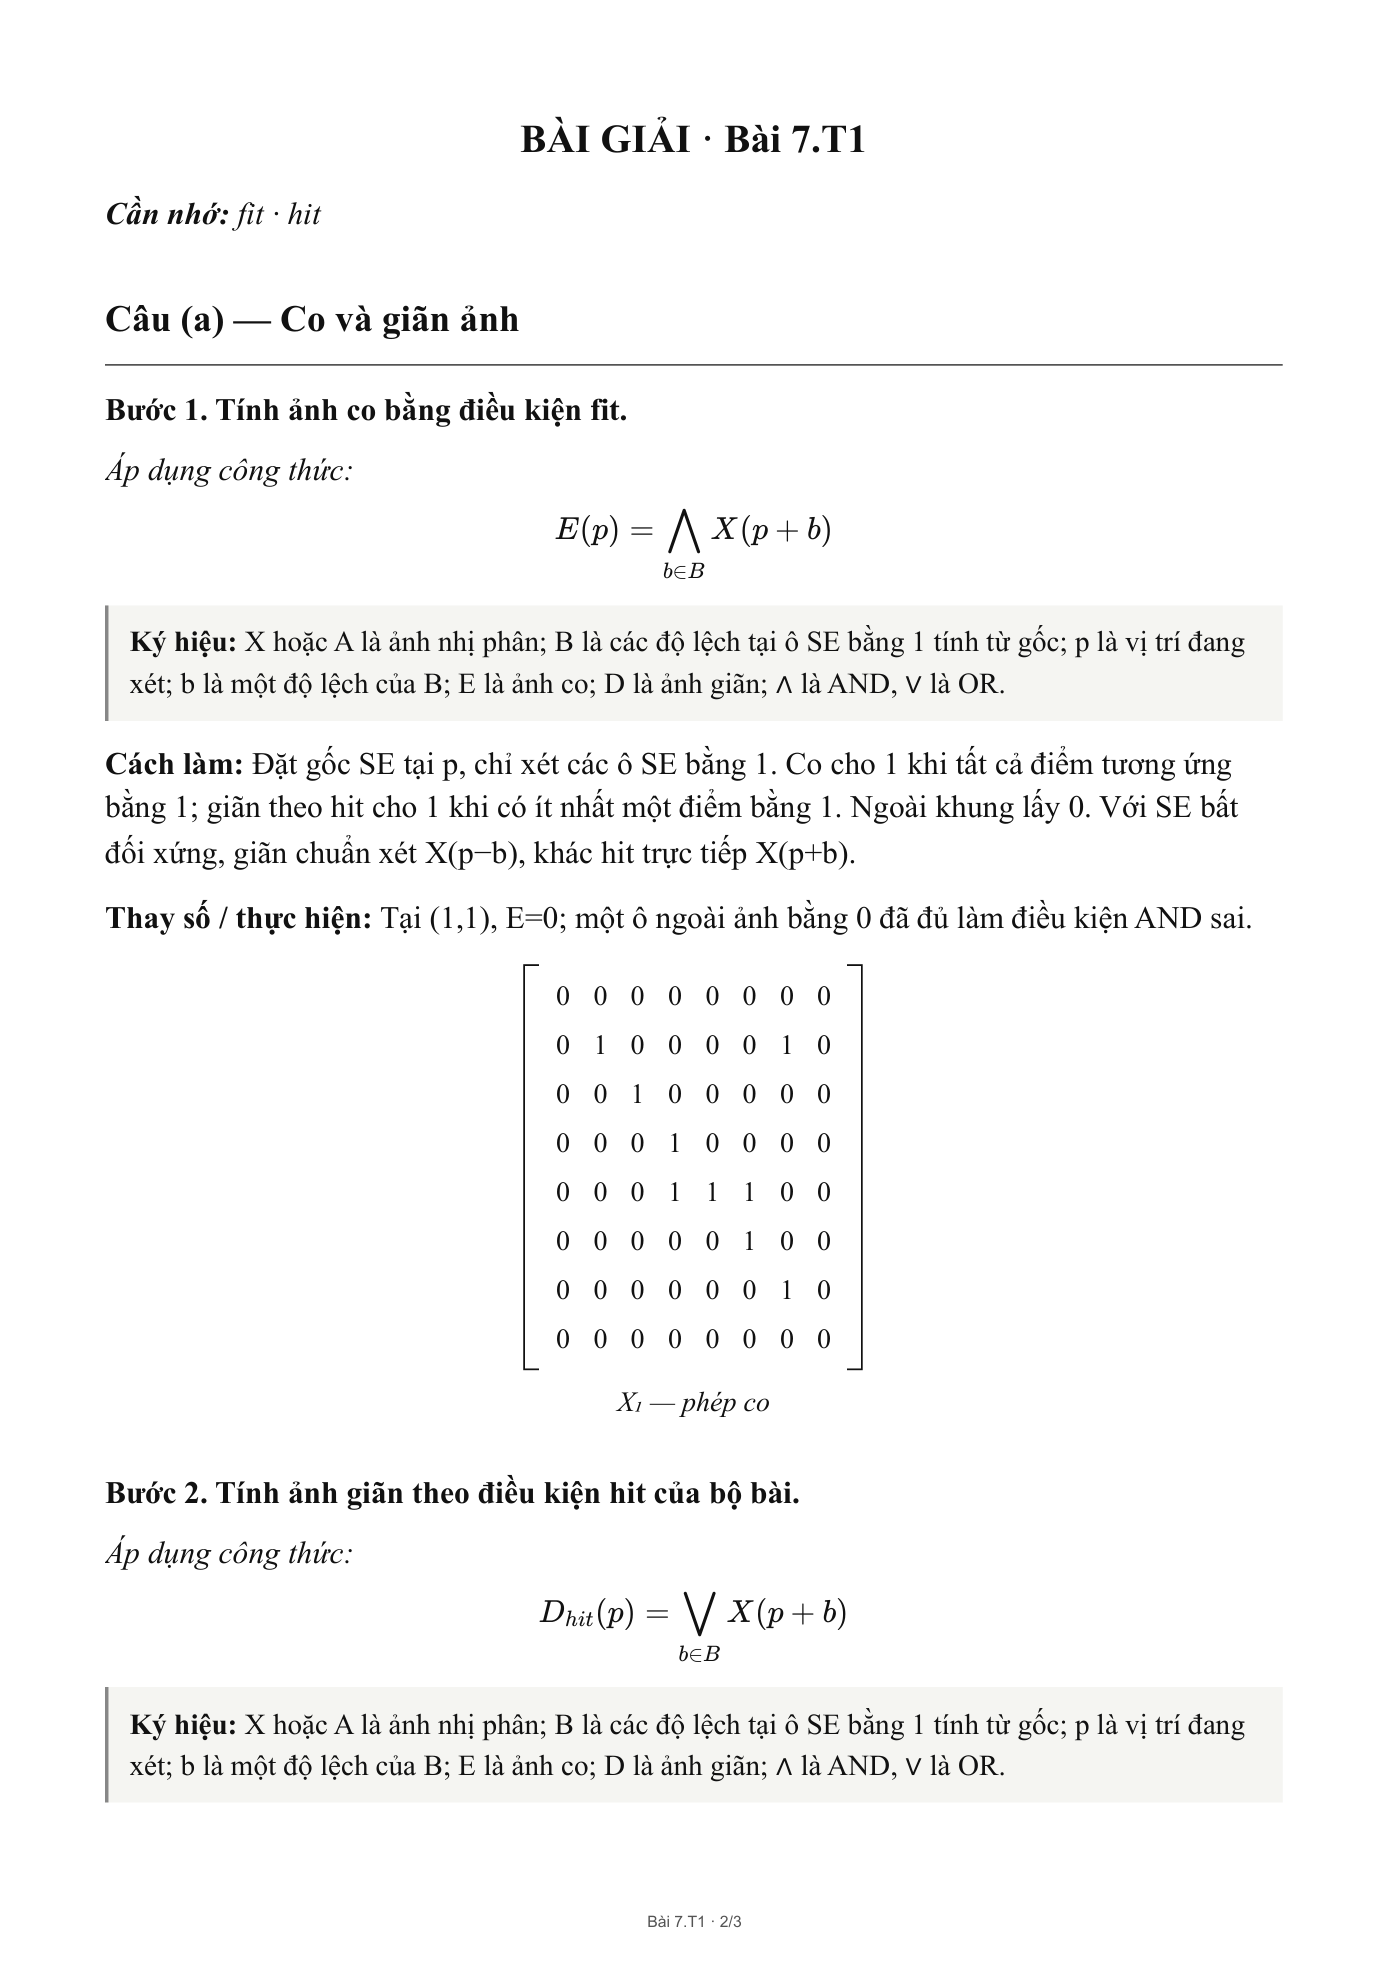 BÀI GIẢI · Bài 7.T1
Cần nhớ: fit · hit
Câu (a) — Co và giãn ảnh
Bước 1. Tính ảnh co bằng điều kiện fit.
Áp dụng công thức:
E(p) = ⋀ X(p + b)
b∈B
Ký hiệu: X hoặc A là ảnh nhị phân; B là các độ lệch tại ô SE bằng 1 tính từ gốc; p là vị trí đang
xét; b là một độ lệch của B; E là ảnh co; D là ảnh giãn; ∧ là AND, ∨ là OR.
Cách làm: Đặt gốc SE tại p, chỉ xét các ô SE bằng 1. Co cho 1 khi tất cả điểm tương ứng
bằng 1; giãn theo hit cho 1 khi có ít nhất một điểm bằng 1. Ngoài khung lấy 0. Với SE bất
đối xứng, giãn chuẩn xét X(p−b), khác hit trực tiếp X(p+b).
Thay số / thực hiện: Tại (1,1), E=0; một ô ngoài ảnh bằng 0 đã đủ làm điều kiện AND sai.
0 0 0 0 0 0 0 0
0 1 0 0 0 0 1 0
0 0 1 0 0 0 0 0
0 0 0 1 0 0 0 0
0 0 0 1 1 1 0 0
0 0 0 0 0 1 0 0
0 0 0 0 0 0 1 0
0 0 0 0 0 0 0 0
X₁ — phép co
Bước 2. Tính ảnh giãn theo điều kiện hit của bộ bài.
Áp dụng công thức:
D_hit(p) = ⋁ X(p + b)
b∈B
Ký hiệu: X hoặc A là ảnh nhị phân; B là các độ lệch tại ô SE bằng 1 tính từ gốc; p là vị trí đang
xét; b là một độ lệch của B; E là ảnh co; D là ảnh giãn; ∧ là AND, ∨ là OR.
Bài 7.T1 · 2/3